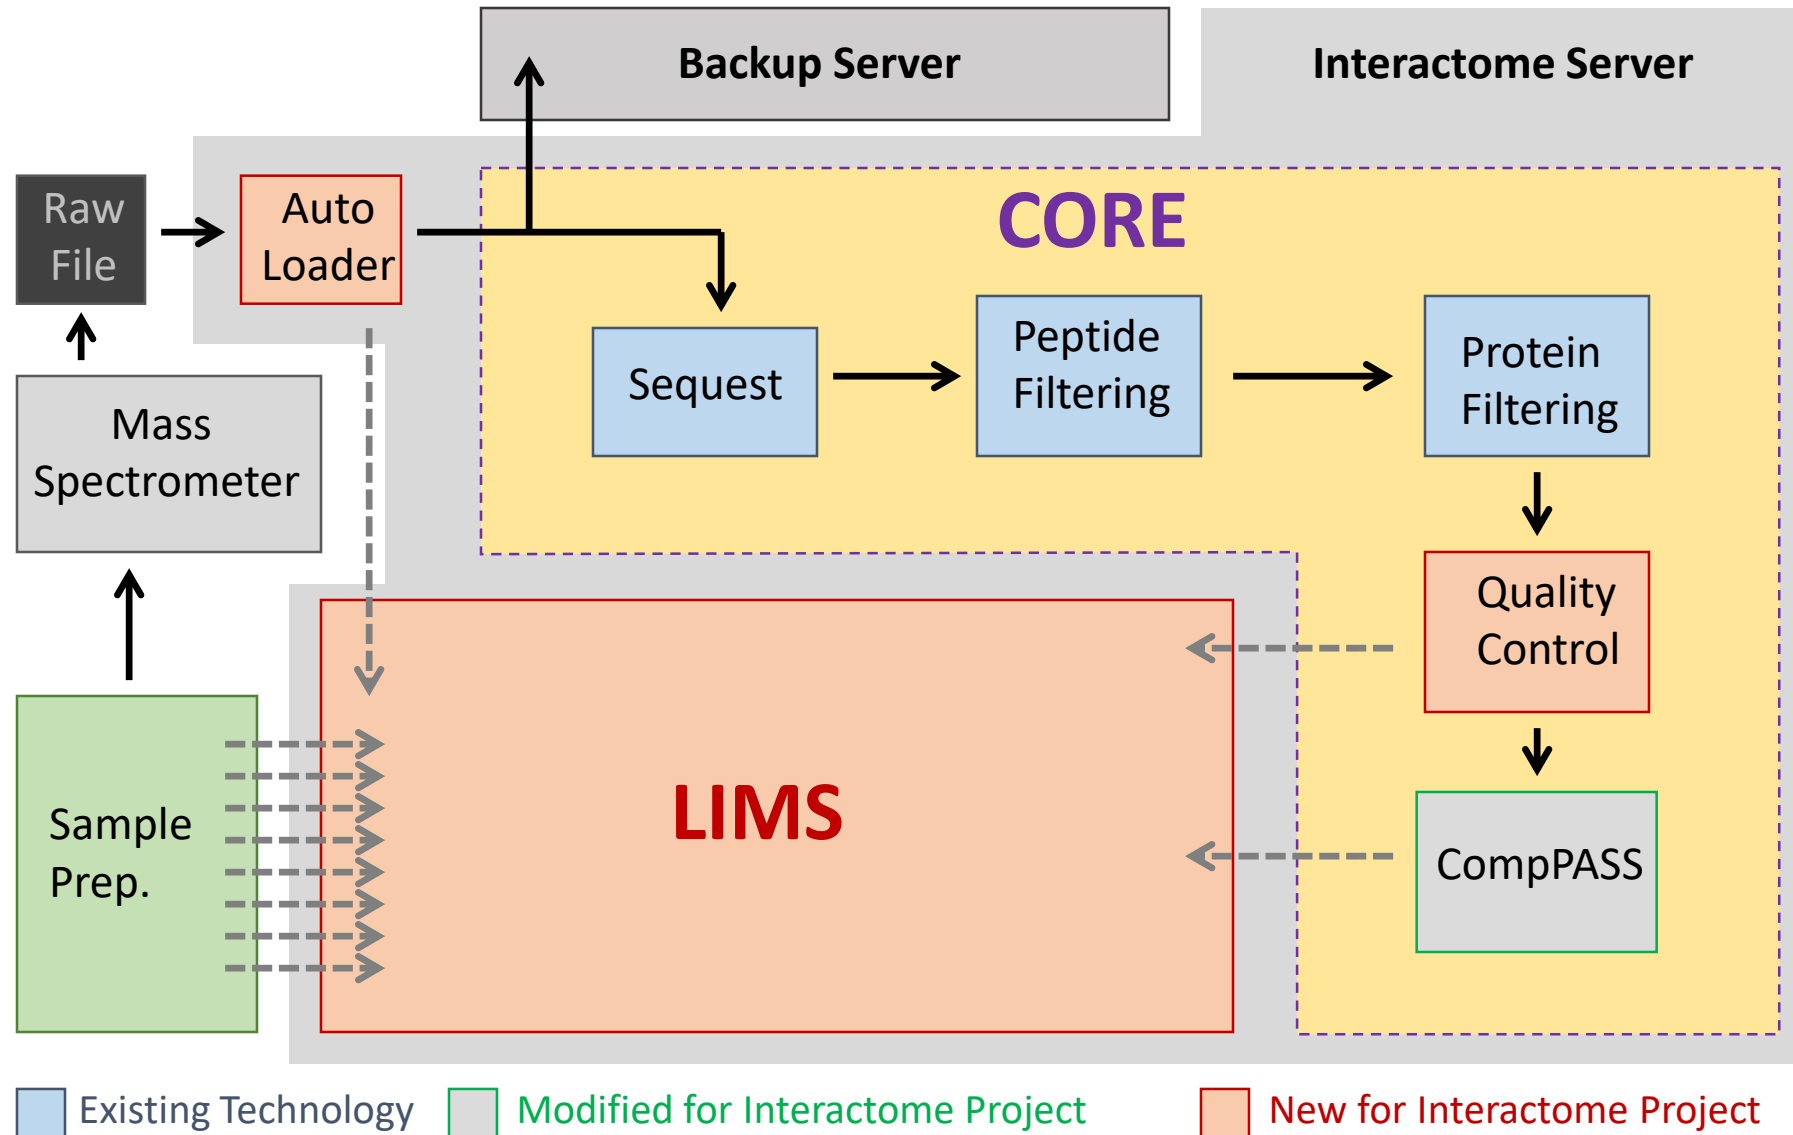 Backup Server
Interactome Server
Raw
File
Auto
Loader
CORE
Sequest
Peptide
Filtering
Protein
Filtering
Mass
Spectrometer
Quality
Control
Sample
Prep.
LIMS
CompPASS
Existing Technology
Modified for Interactome Project
New for Interactome Project